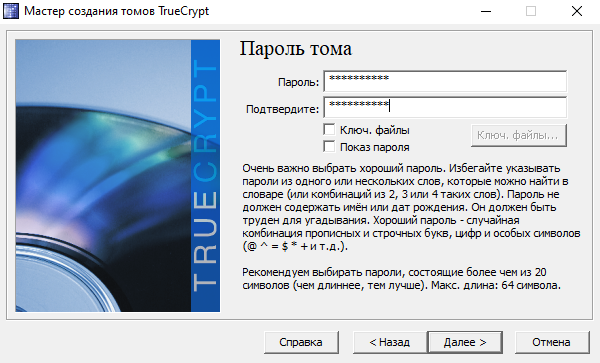 Мастер создания томов TrueCrypt
TRUECRYPT
Пароль тома
Пароль: **********
Подтвердите: **********
Ключ. файлы
Ключ. файлы...
Показ пароля
Очень важно выбрать хороший пароль. Избегайте указывать
пароли из одного или нескольких слов, которые можно найти в
словаре (или комбинаций из 2, 3 или 4 таких слов). Пароль не
должен содержать имён или дат рождения. Он должен быть
труден для угадывания. Хороший пароль - случайная
комбинация прописных и строчных букв, цифр и особых символов
(@ ^ = $ * + и т.д.).
Рекомендуем выбирать пароли, состоящие более чем из 20
символов (чем длиннее, тем лучше). Макс. длина: 64 символа.
Справка
< Назад
Далее >
Отмена